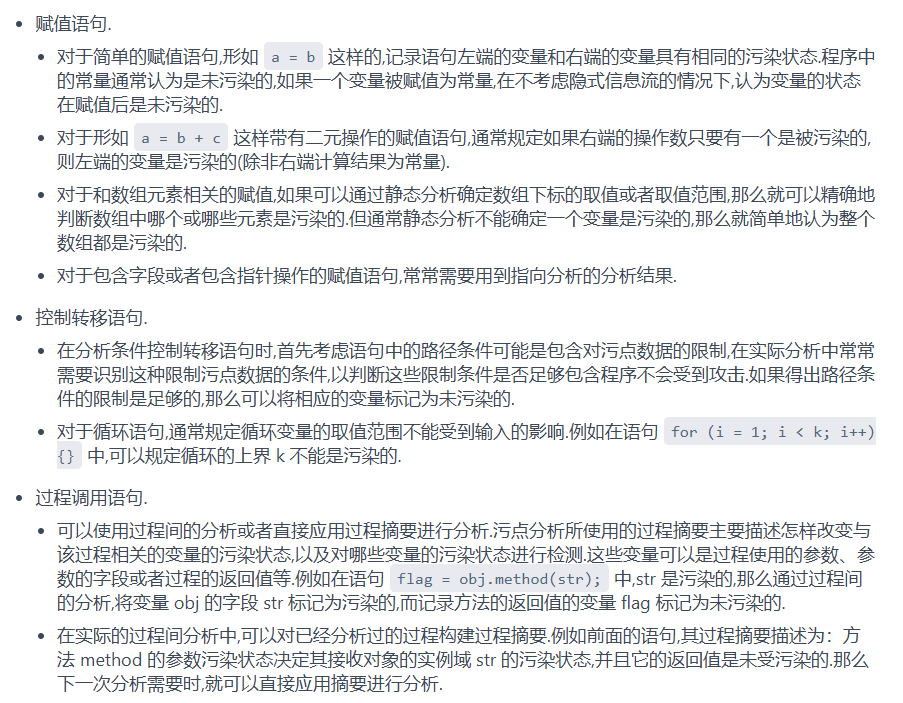 赋值语句.
对于简单的赋值语句,形如 a = b 这样的,记录语句左端的变量和右端的变量具有相同的污染状态.程序中
的常量通常认为是未污染的,如果一个变量被赋值为常量,在不考虑隐式信息流的情况下,认为变量的状态
在赋值后是未污染的.
对于形如 a = b + c 这样带有二元操作的赋值语句,通常规定如果右端的操作数只要有一个是被污染的,
则左端的变量是污染的(除非右端计算结果为常量).
对于和数组元素相关的赋值,如果可以通过静态分析确定数组下标的取值或者取值范围,那么就可以精确地
判断数组中哪个或哪些元素是污染的.但通常静态分析不能确定一个变量是污染的,那么就简单地认为整个
数组都是污染的.
对于包含字段或者包含指针操作的赋值语句,常常需要用到指向分析的分析结果.
控制转移语句.
在分析条件控制转移语句时,首先考虑语句中的路径条件可能是包含对污点数据的限制,在实际分析中常常
需要识别这种限制污点数据的条件,以判断这些限制条件是否足够包含程序不会受到攻击.如果得出路径条
件的限制是足够的,那么可以将相应的变量标记为未污染的.
对于循环语句,通常规定循环变量的取值范围不能受到输入的影响.例如在语句 for (i = 1; i < k; i++)
{} 中,可以规定循环的上界 k 不能是污染的.
过程调用语句.
可以使用过程间的分析或者直接应用过程摘要进行分析.污点分析所使用的过程摘要主要描述怎样改变与
该过程相关的变量的污染状态,以及对哪些变量的污染状态进行检测.这些变量可以是过程使用的参数、参
数的字段或者过程的返回值等.例如在语句 flag = obj.method(str); 中,str 是污染的,那么通过过程间
的分析,将变量 obj 的字段 str 标记为污染的,而记录方法的返回值的变量 flag 标记为未污染的.
在实际的过程间分析中,可以对已经分析过的过程构建过程摘要.例如前面的语句,其过程摘要描述为：方
法 method 的参数污染状态决定其接收对象的实例域 str 的污染状态,并且它的返回值是未受污染的.那么
下一次分析需要时,就可以直接应用摘要进行分析.